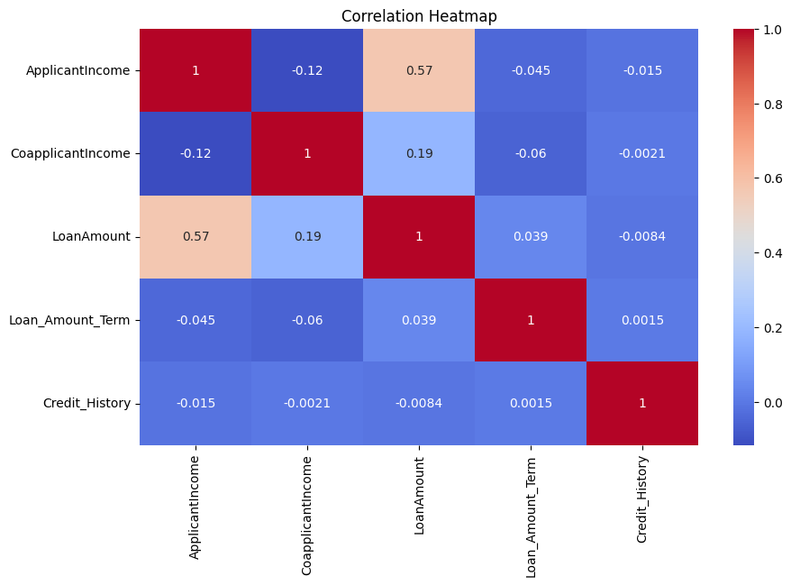 Correlation Heatmap
ApplicantIncome 1 -0.12 0.57 -0.045 -0.015
CoapplicantIncome -0.12 1 0.19 -0.06 -0.0021
LoanAmount 0.57 0.19 1 0.039 -0.0084
Loan_Amount_Term -0.045 -0.06 0.039 1 0.0015
Credit_History -0.015 -0.0021 -0.0084 0.0015 1
ApplicantIncome
CoapplicantIncome
LoanAmount
Loan_Amount_Term
Credit_History
1.0
0.8
0.6
0.4
0.2
0.0